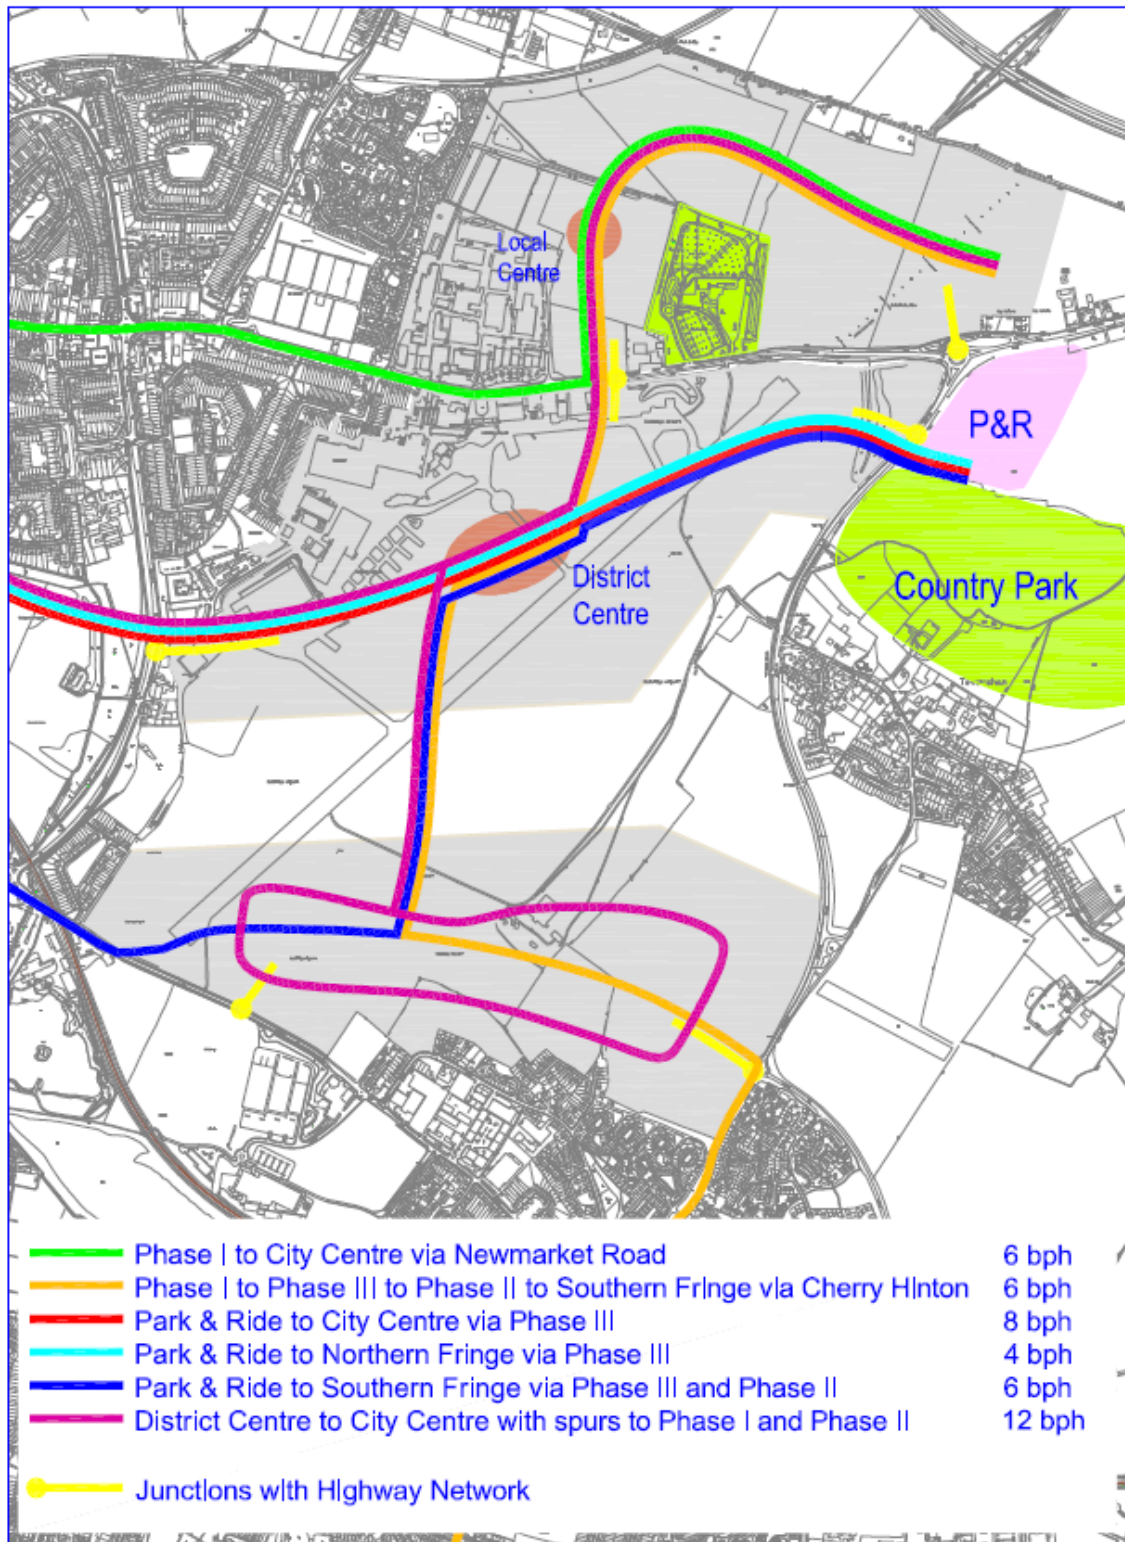 Local
Centre
P&R
District
Centre
Country Park
Phase I to City Centre via Newmarket Road 6 bph
Phase I to Phase III to Phase II to Southern Fringe via Cherry Hinton 6 bph
Park & Ride to City Centre via Phase III 8 bph
Park & Ride to Northern Fringe via Phase III 4 bph
Park & Ride to Southern Fringe via Phase III and Phase II 6 bph
District Centre to City Centre with spurs to Phase I and Phase II 12 bph
Junctions with Highway Network